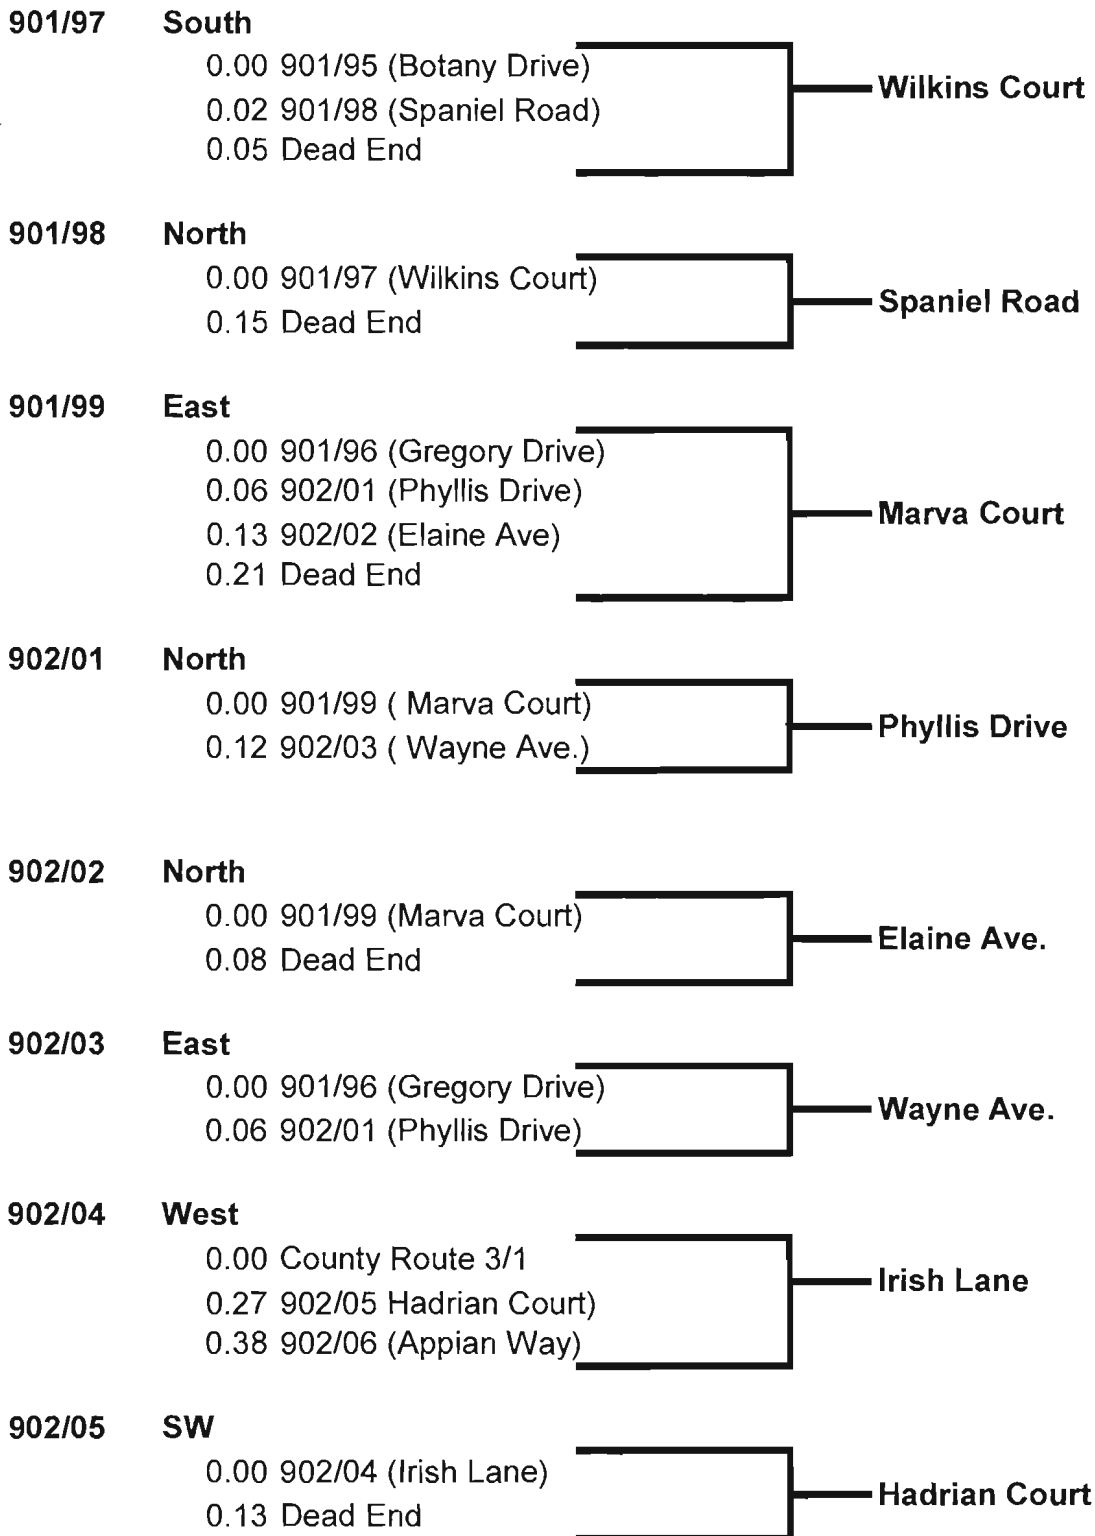 901/97 South
0.00 901/95 (Botany Drive)
Wilkins Court
0.02 901/98 (Spaniel Road)
0.05 Dead End
901/98 North
0.00 901/97 (Wilkins Court)
Spaniel Road
0.15 Dead End
901/99 East
0.00 901/96 (Gregory Drive)
0.06 902/01 (Phyllis Drive)
Marva Court
0.13 902/02 (Elaine Ave)
0.21 Dead End
902/01 North
0.00 901/99 ( Marva Court)
Phyllis Drive
0.12 902/03 ( Wayne Ave.)
902/02 North
0.00 901/99 (Marva Court)
Elaine Ave.
0.08 Dead End
902/03 East
0.00 901/96 (Gregory Drive)
Wayne Ave.
0.06 902/01 (Phyllis Drive)
902/04 West
0.00 County Route 3/1
Irish Lane
0.27 902/05 Hadrian Court)
0.38 902/06 (Appian Way)
902/05 SW
0.00 902/04 (Irish Lane)
Hadrian Court
0.13 Dead End